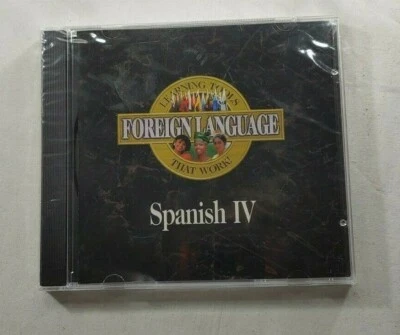 LEARNING TOOLS
FOREIGN LANGUAGE
THAT WORK!
Spanish IV